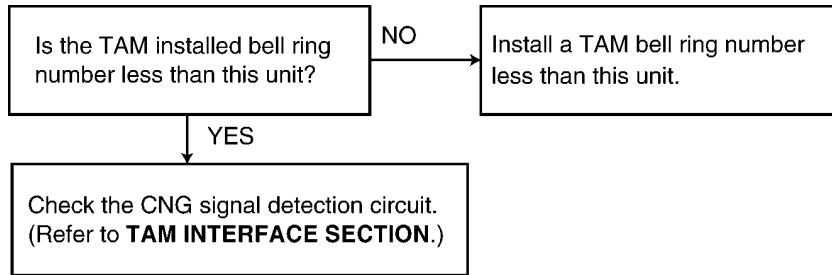 Is the TAM installed bell ring
number less than this unit?
NO
Install a TAM bell ring number
less than this unit.
YES
Check the CNG signal detection circuit.
(Refer to TAM INTERFACE SECTION.)